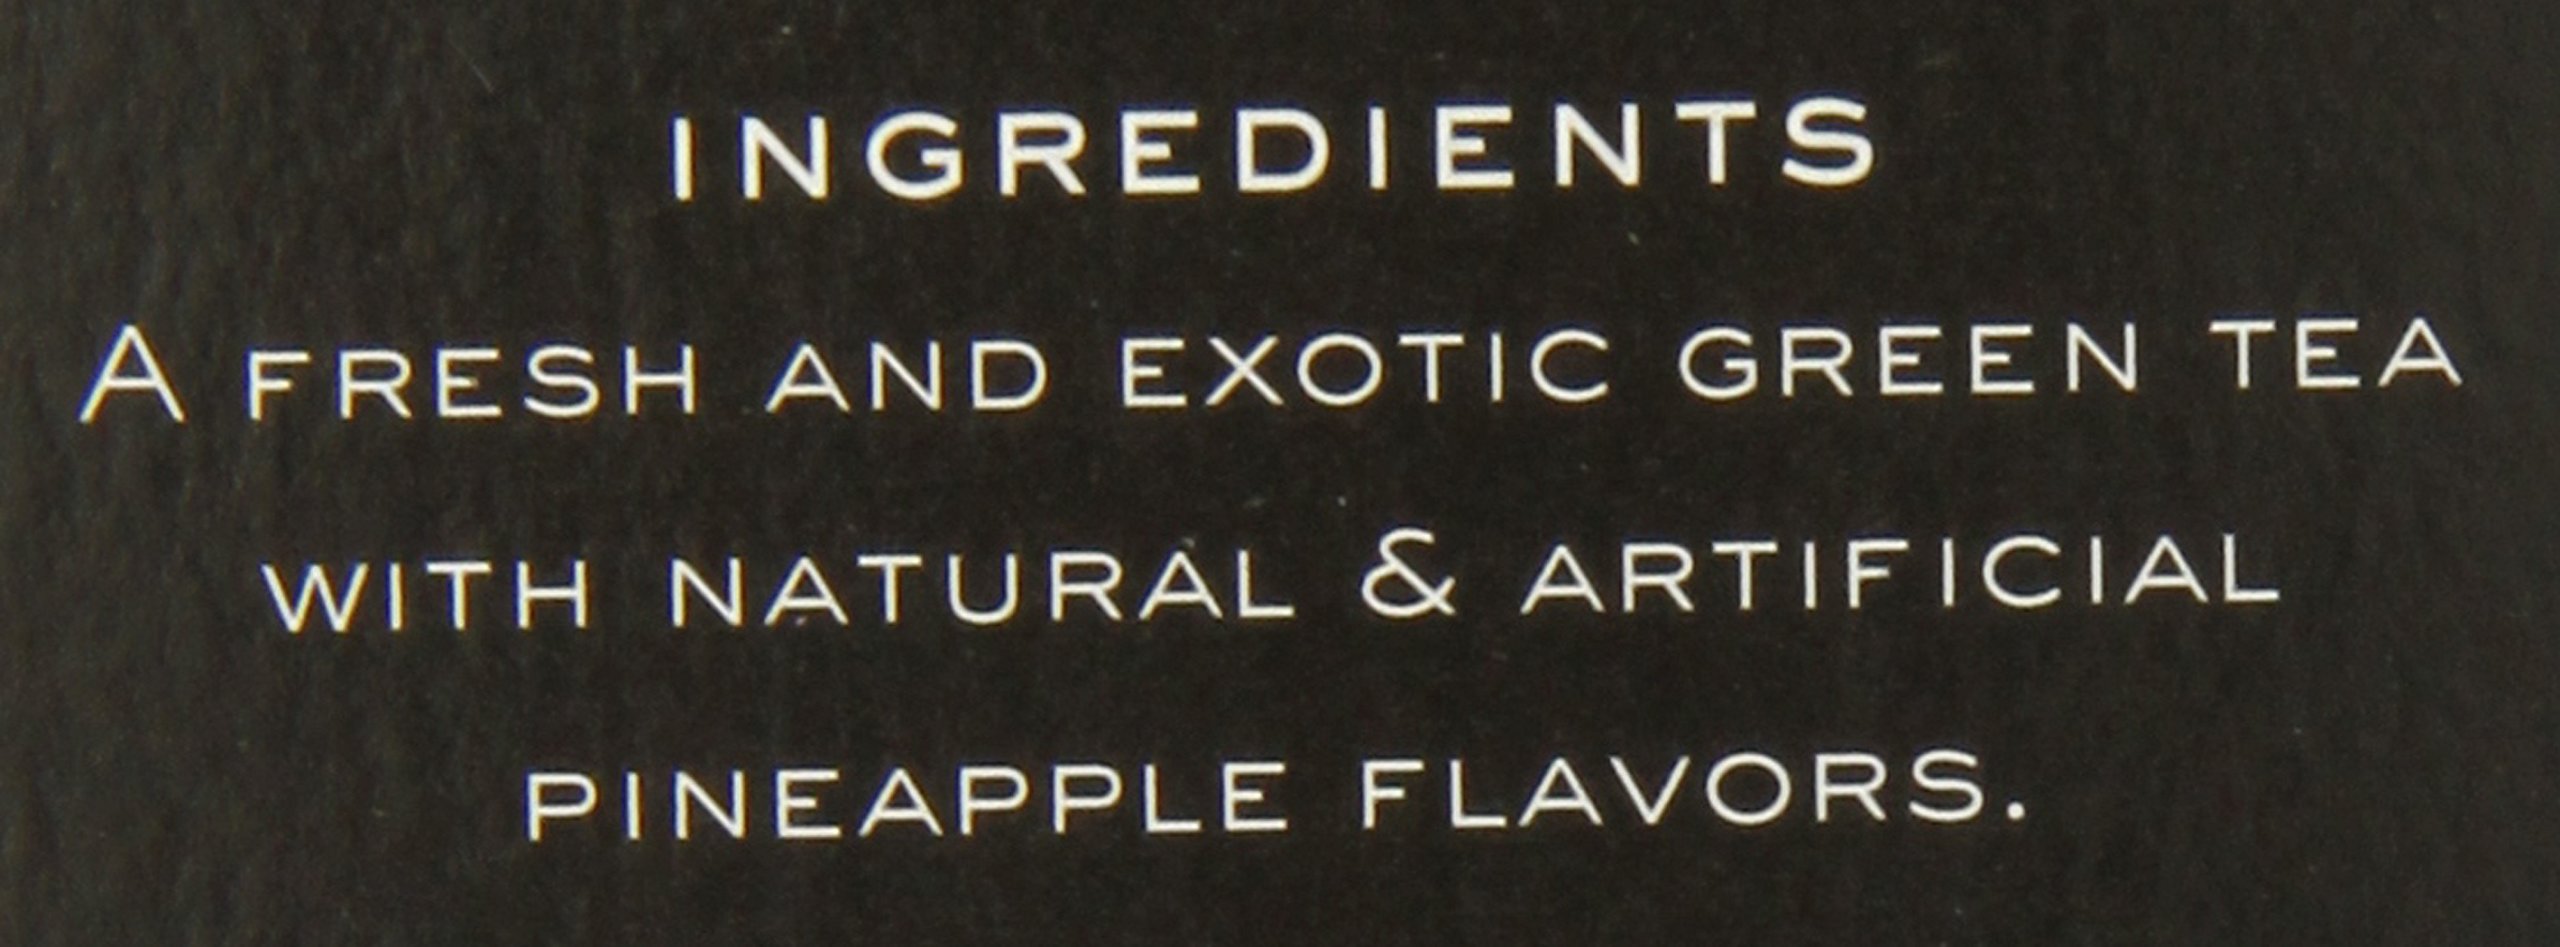 INGREDIENTS
A FRESH AND EXOTIC GREEN TEA
WITH NATURAL & ARTIFICIAL
PINEAPPLE FLAVORS.